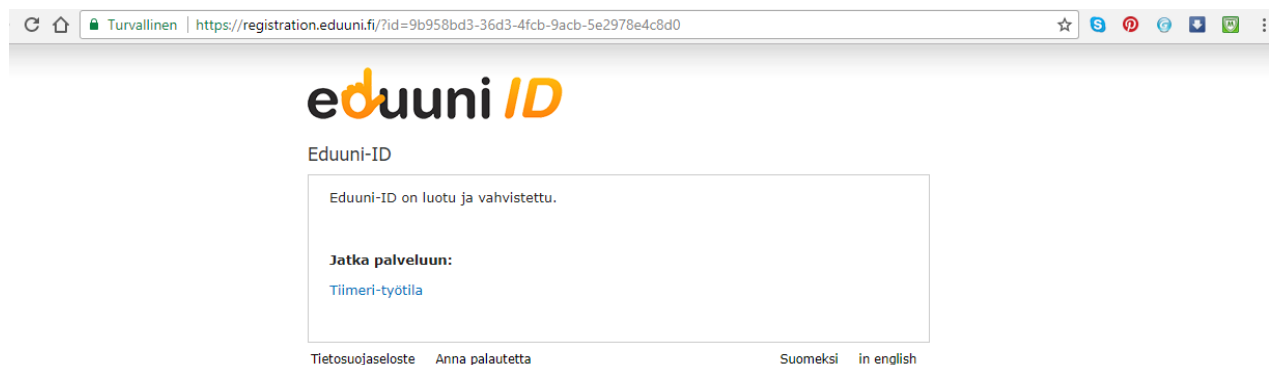 Turvallinen | https://registration.eduuni.fi/?id=9b958bd3-36d3-4fcb-9acb-5e2978e4c8d0
eduuni ID
Eduuni-ID
Eduuni-ID on luotu ja vahvistettu.
Jatka palveluun:
Tiimeri-työtila
Tietosuojaseloste Anna palautetta Suomeksi in english